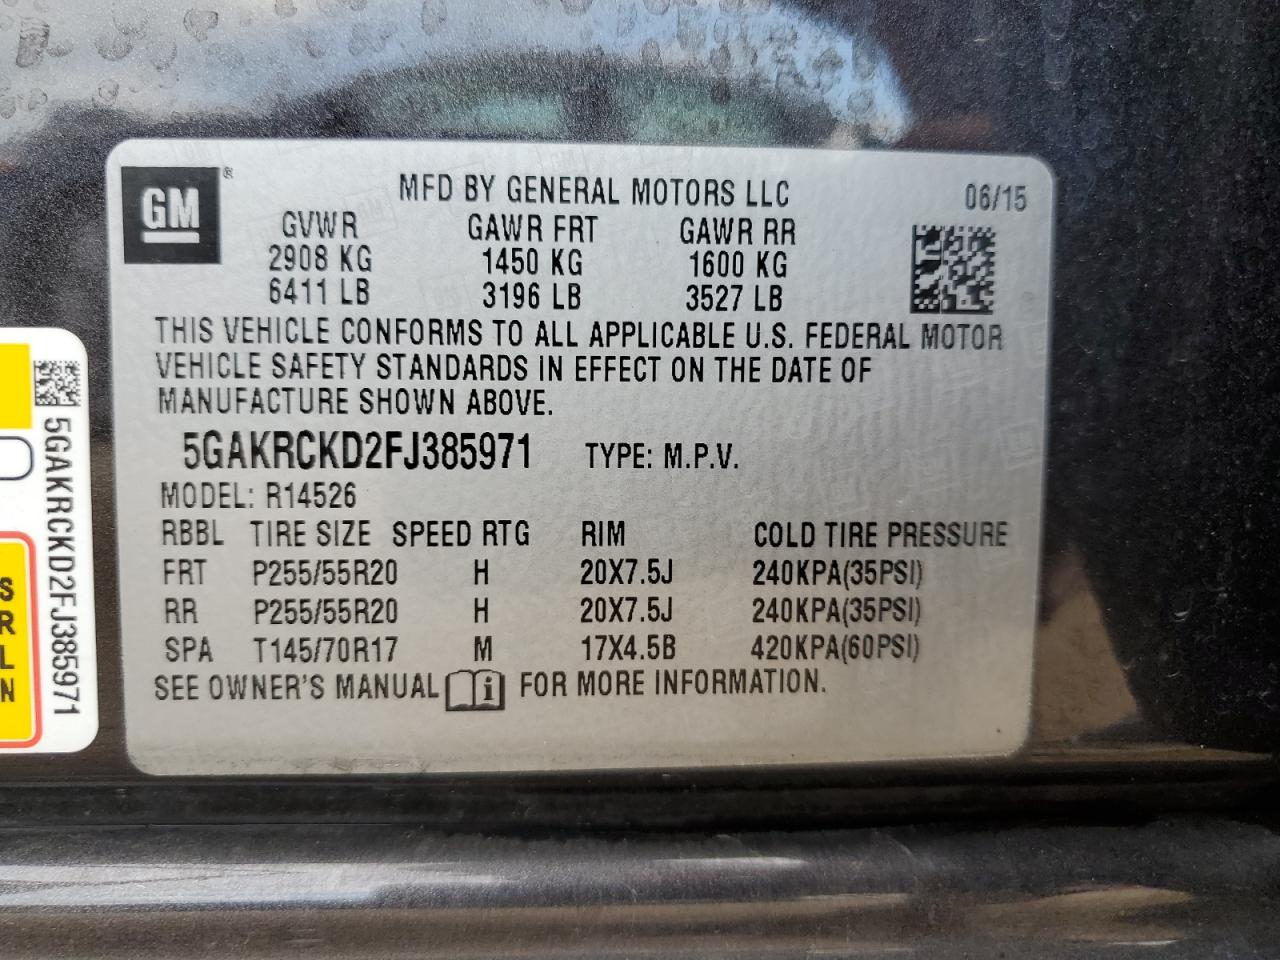 GM ®
MFD BY GENERAL MOTORS LLC 06/15
GVWR GAWR FRT GAWR RR
2908 KG 1450 KG 1600 KG
6411 LB 3196 LB 3527 LB
THIS VEHICLE CONFORMS TO ALL APPLICABLE U.S. FEDERAL MOTOR
VEHICLE SAFETY STANDARDS IN EFFECT ON THE DATE OF
MANUFACTURE SHOWN ABOVE.
5GAKRCKD2FJ385971 TYPE: M.P.V.
MODEL: R14526
RBBL TIRE SIZE SPEED RTG RIM COLD TIRE PRESSURE
FRT P255/55R20 H 20X7.5J 240KPA(35PSI)
RR P255/55R20 H 20X7.5J 240KPA(35PSI)
SPA T145/70R17 M 17X4.5B 420KPA(60PSI)
SEE OWNER'S MANUAL i FOR MORE INFORMATION.
5GAKRCKD2FJ385971
S
R
L
N